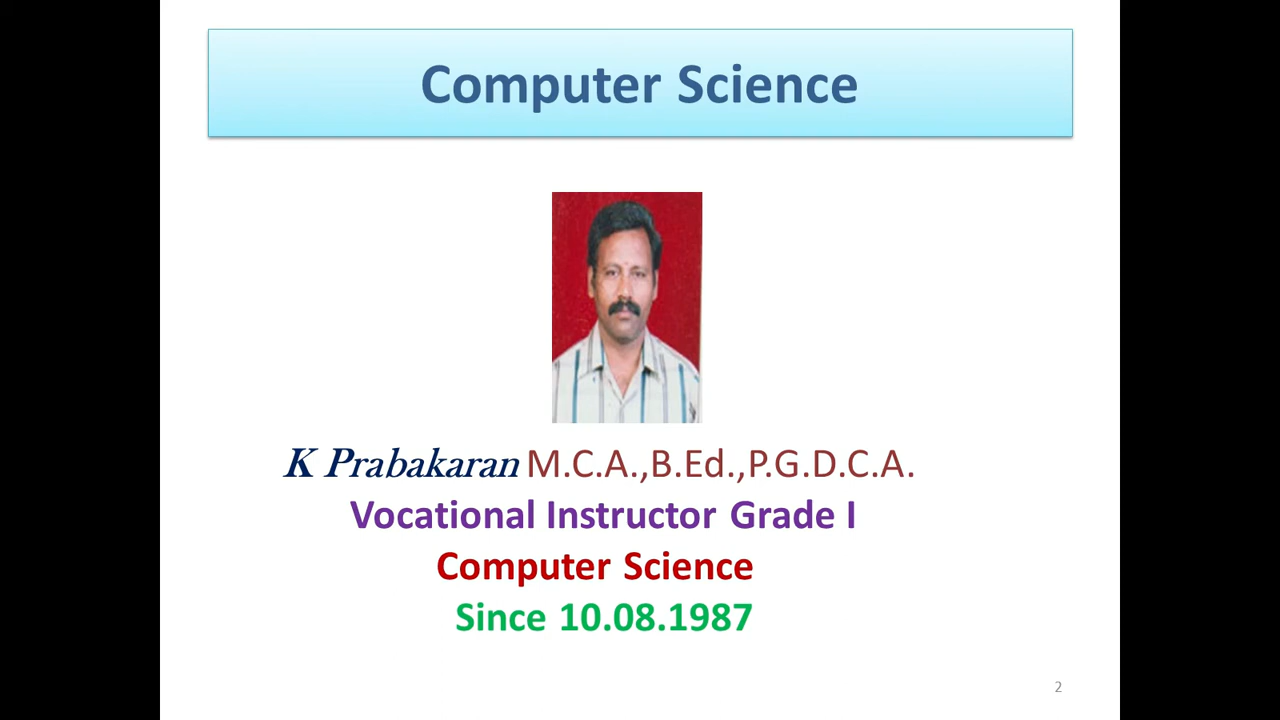 Computer Science
K Prabakaran M.C.A.,B.Ed.,P.G.D.C.A.
Vocational Instructor Grade I
Computer Science
Since 10.08.1987
2